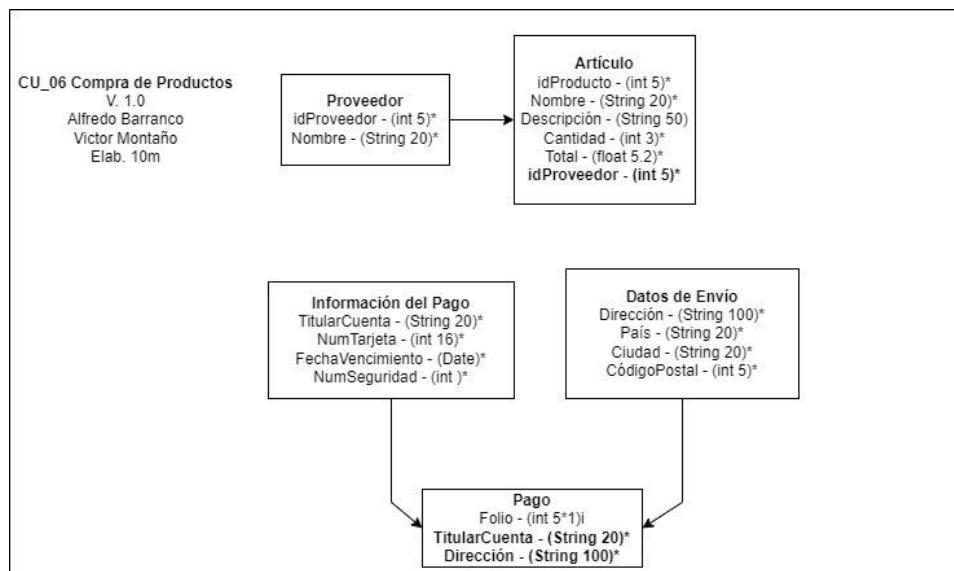 CU_06 Compra de Productos
V. 1.0
Alfredo Barranco
Victor Montaño
Elab. 10m
Proveedor
idProveedor - (int 5)*
Nombre - (String 20)*
Artículo
idProducto - (int 5)*
Nombre - (String 20)*
Descripción - (String 50)
Cantidad - (int 3)*
Total - (float 5.2)*
idProveedor - (int 5)*
Información del Pago
TitularCuenta - (String 20)*
NumTarjeta - (int 16)*
FechaVencimiento - (Date)*
NumSeguridad - (int )*
Datos de Envío
Dirección - (String 100)*
País - (String 20)*
Ciudad - (String 20)*
CódigoPostal - (int 5)*
Pago
Folio - (int 5*1)i
TitularCuenta - (String 20)*
Dirección - (String 100)*